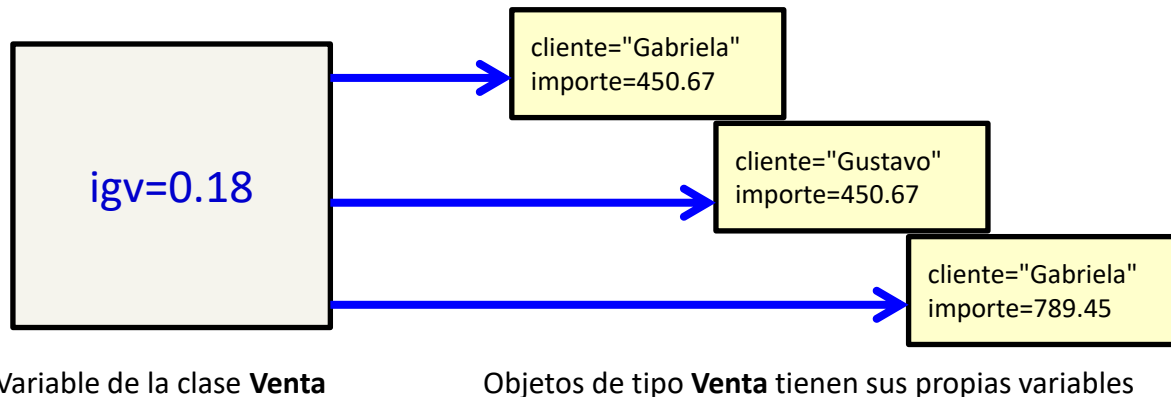 igv=0.18
cliente="Gabriela"
importe=450.67
cliente="Gustavo"
importe=450.67
cliente="Gabriela"
importe=789.45
Variable de la clase Venta
Objetos de tipo Venta tienen sus propias variables